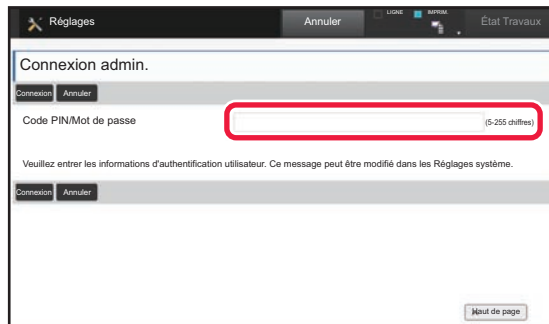 Réglages
Annuler
LIGNE
IMPRIM.
État Travaux
Connexion admin.
Connexion Annuler
Code PIN/Mot de passe
(5-255 chiffres)
Veuillez entrer les informations d'authentification utilisateur. Ce message peut être modifié dans les Réglages système.
Connexion Annuler
Haut de page